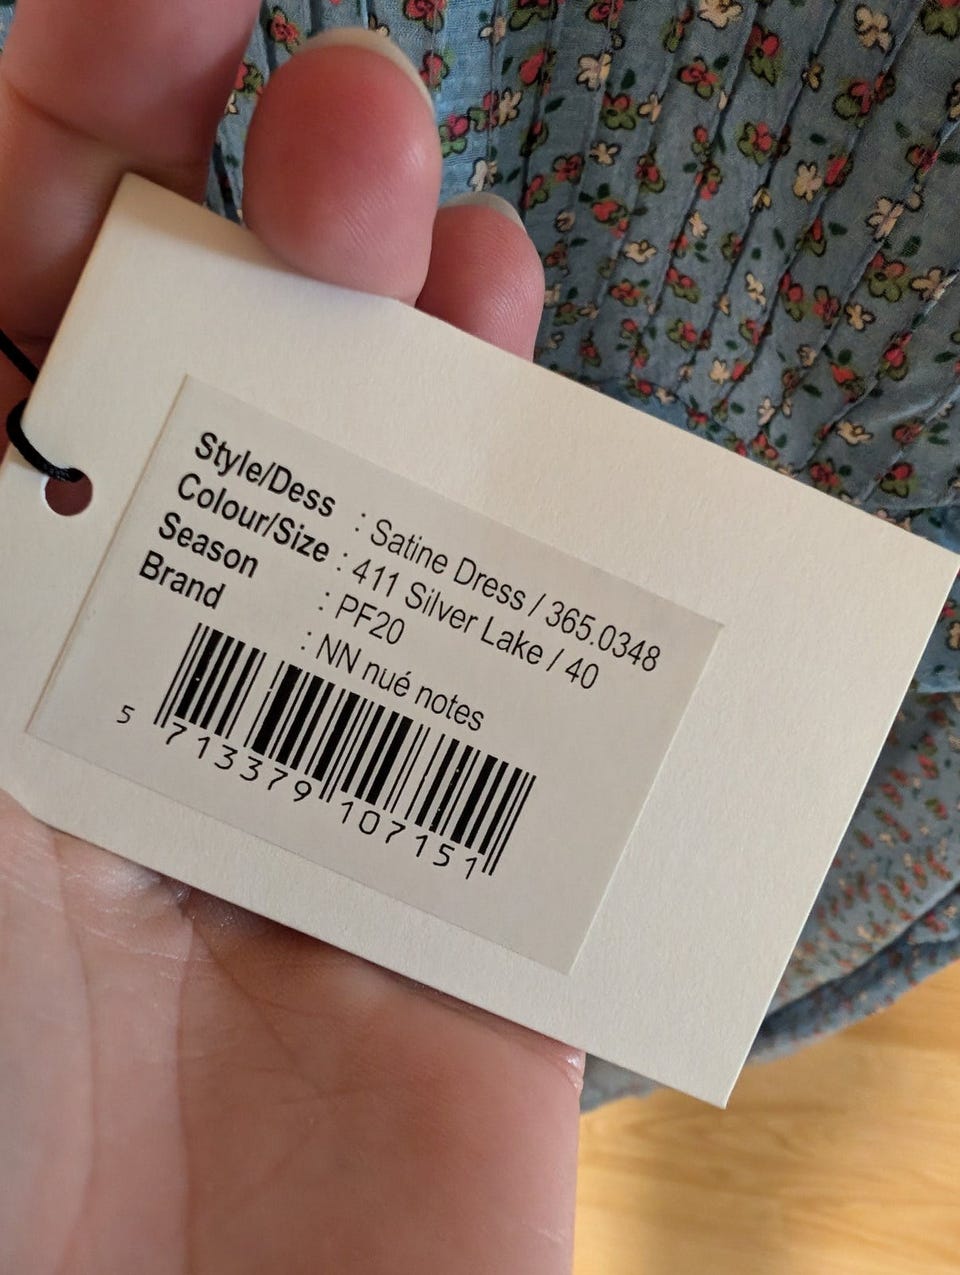 Style/Dess : Satine Dress / 365.0348
Colour/Size : 411 Silver Lake / 40
Season : PF20
Brand : NN nué notes
5 713379 107151